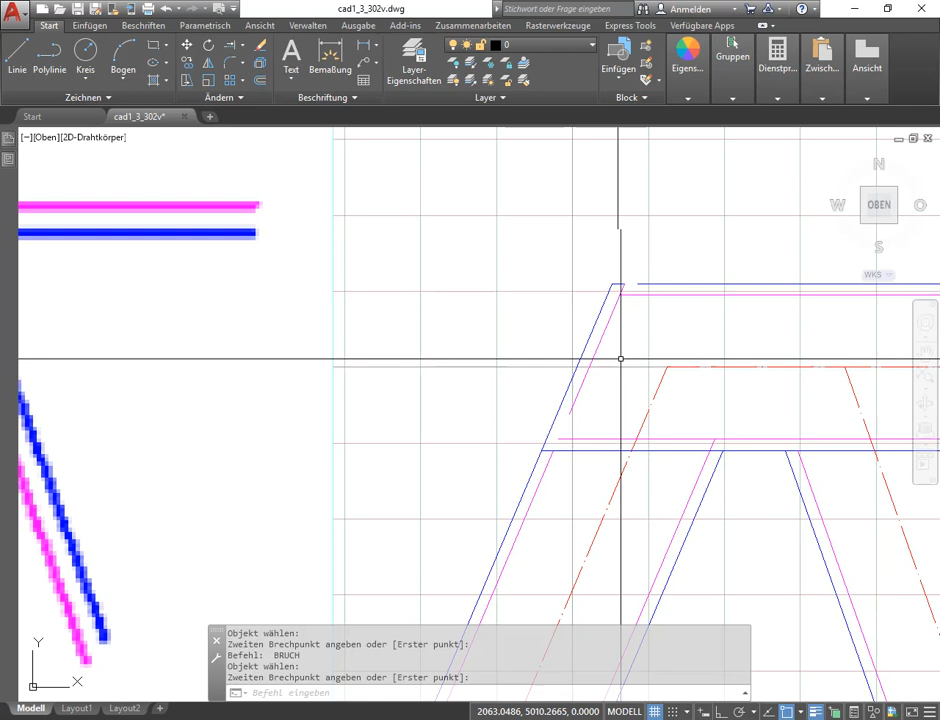 cad1_3_302v.dwg
Stichwort oder Frage eingeben
Anmelden
Start Einfügen Beschriften Parametrisch Ansicht Verwalten Ausgabe Add-ins Zusammenarbeiten Rasterwerkzeuge Express Tools Verfügbare Apps
0
Linie Polylinie Kreis Bogen
Text Bemaßung
Layer-
Eigenschaften
Einfügen
Eigens...
Gruppen
Dienstpr...
Zwisch...
Ansicht
Zeichnen Ändern Beschriftung Layer Block
Start cad1_3_302v*
[−][Oben][2D-Drahtkörper]
N
W OBEN O
S
WKS
Objekt wählen:
Zweiten Brechpunkt angeben oder [Erster punkt]:
Befehl: BRUCH
Objekt wählen:
Zweiten Brechpunkt angeben oder [Erster punkt]:
Befehl eingeben
Y
X
Modell Layout1 Layout2 +
2063.0486, 5010.2665, 0.0000 MODELL